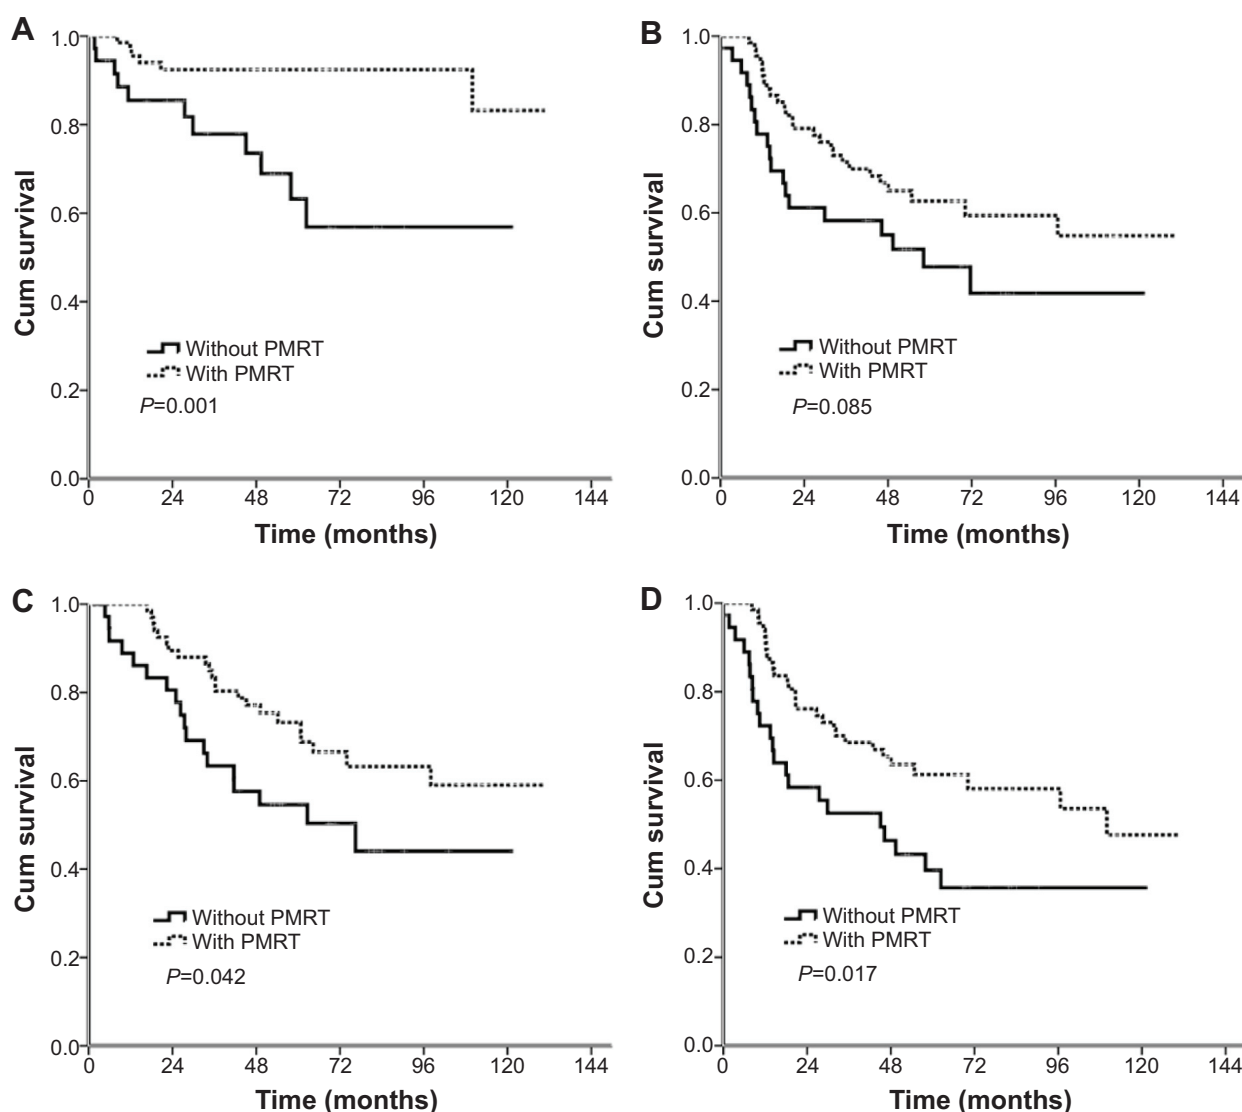 A
1.0
0.8
0.6
0.4
0.2
0.0
Cum survival
Without PMRT
With PMRT
P=0.001
0 24 48 72 96 120 144
Time (months)
B
1.0
0.8
0.6
0.4
0.2
0.0
Cum survival
Without PMRT
With PMRT
P=0.085
0 24 48 72 96 120 144
Time (months)
C
1.0
0.8
0.6
0.4
0.2
0.0
Cum survival
Without PMRT
With PMRT
P=0.042
0 24 48 72 96 120 144
Time (months)
D
1.0
0.8
0.6
0.4
0.2
0.0
Cum survival
Without PMRT
With PMRT
P=0.017
0 24 48 72 96 120 144
Time (months)